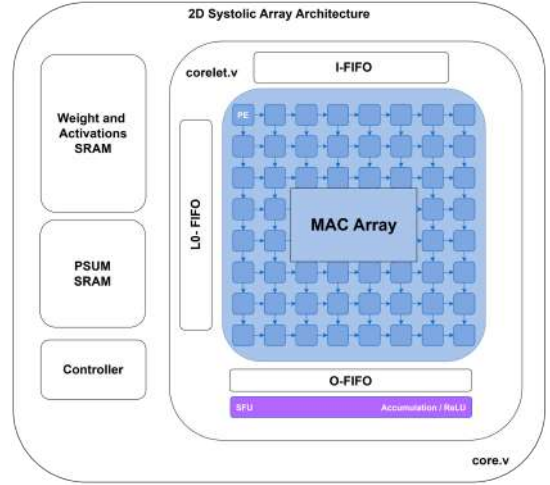 2D Systolic Array Architecture
corelet.v
I-FIFO
Weight and
Activations
SRAM
PE
L0- FIFO
MAC Array
PSUM
SRAM
Controller
O-FIFO
SFU
Accumulation / ReLU
core.v